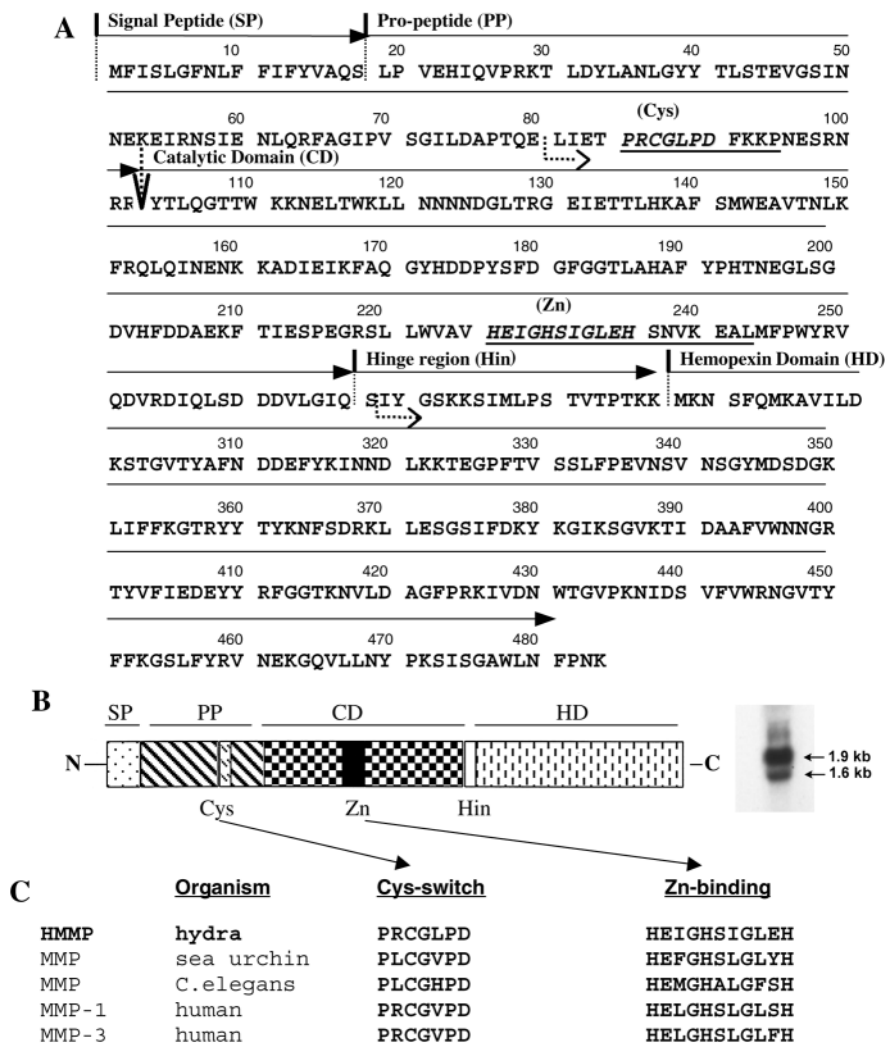 A
Signal Peptide (SP) Pro-peptide (PP)
10 20 30 40 50
MFISLGFNLF FIFYVAQS LP VEHIQVPRKT LDYLANLGYY TLSTEVGSIN
60 70 80 (Cys) 100
NEKEIRNSIE NLQRFAGIPV SGILDAPTQE LIET PRCGLPD FKKPNESRN
Catalytic Domain (CD)
110 120 130 140 150
RR YTLQGTTW KKNELTWKLL NNNNDGLTRG EIETTLHKAF SMWEAVTNLK
160 170 180 190 200
FRQLQINENK KADIEIKFAQ GYHDDPYSFD GFGGTLAHAF YPHTNEGLSG
210 220 (Zn) 240 250
DVHFDDAEKF TIESPEGRSL LWVAV HEIGHSIGLEH SNVK EALMFPWYRV
Hinge region (Hin) Hemopexin Domain (HD)
QDVRDIQLSD DDVLGIQ SIY GSKKSIMLPS TVTPTKK MKN SFQMKAVILD
310 320 330 340 350
KSTGVTYAFN DDEFYKINND LKKTEGPFTV SSLFPEVNSV NSGYMDSDGK
360 370 380 390 400
LIFFKGTRYY TYKNFSDRKL LESGSIFDKY KGIKSGVKTI DAAFVWNNGR
410 420 430 440 450
TYVFIEDEYY RFGGTKNVLD AGFPRKIVDN WTGVPKNIDS VFVWRNGVTY
460 470 480
FFKGSLFYRV NEKGQVLLNY PKSISGAWLN FPNK
B
SP PP CD HD
N C
Cys Zn Hin
1.9 kb
1.6 kb
C
Organism Cys-switch Zn-binding
HMMP hydra PRCGLPD HEIGHSIGLEH
MMP sea urchin PLCGVPD HEFGHSLGLYH
MMP C.elegans PLCGHPD HEMGHALGFSH
MMP-1 human PRCGVPD HELGHSLGLSH
MMP-3 human PRCGVPD HELGHSLGLFH